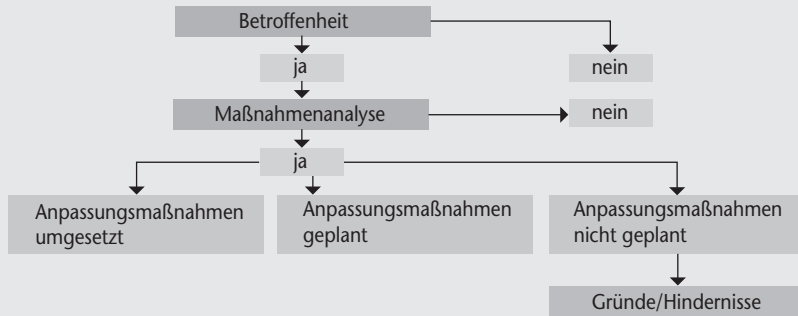 Betroffenheit
ja
nein
Maßnahmenanalyse
nein
ja
Anpassungsmaßnahmen
umgesetzt
Anpassungsmaßnahmen
geplant
Anpassungsmaßnahmen
nicht geplant
Gründe/Hindernisse